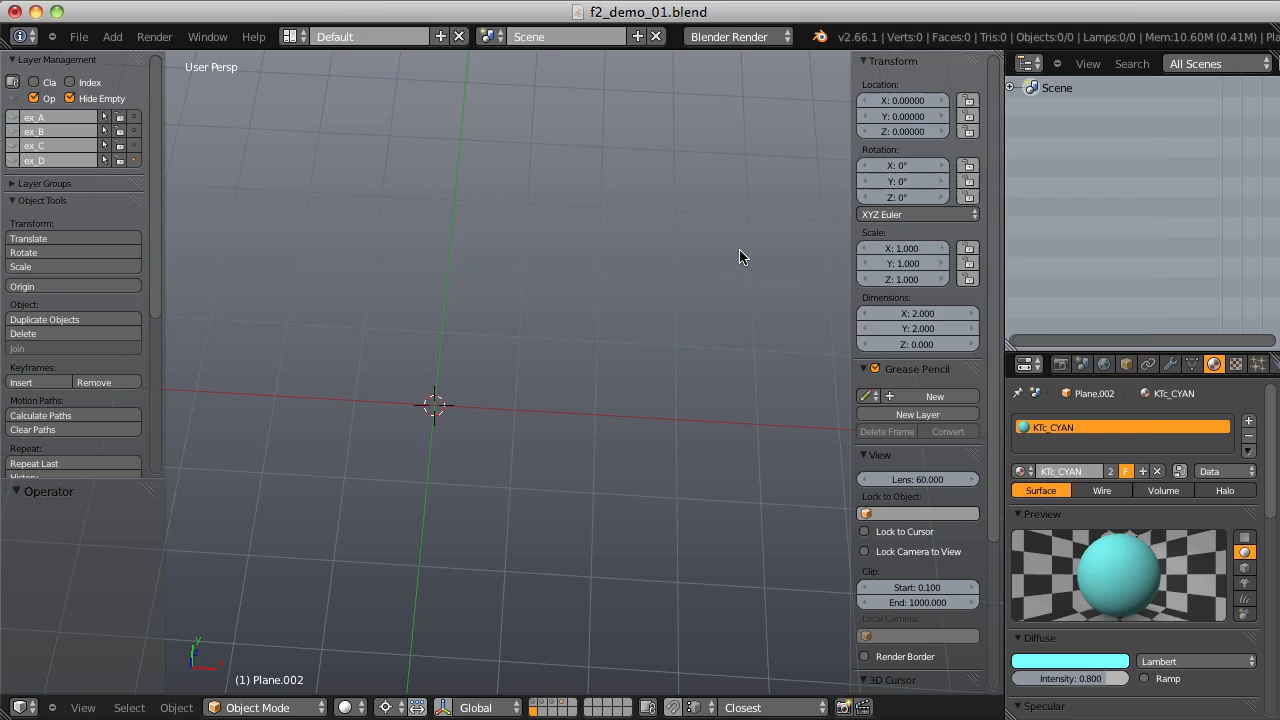 f2_demo_01.blend
File Add Render Window Help Default Scene Blender Render v2.66.1 | Verts:0 | Faces:0 | Tris:0 | Objects:0/0 | Lamps:0/0 | Mem:10.60M (0.41M) | Pla
Layer Management
Cla Index
Op Hide Empty
ex_A
ex_B
ex_C
ex_D
Layer Groups
Object Tools
Transform:
Translate
Rotate
Scale
Origin
Object:
Duplicate Objects
Delete
Join
Keyframes:
Insert Remove
Motion Paths:
Calculate Paths
Clear Paths
Repeat:
Repeat Last
History
Operator
User Persp
y
(1) Plane.002
Transform
Location:
X: 0.00000
Y: 0.00000
Z: 0.00000
Rotation:
X: 0°
Y: 0°
Z: 0°
XYZ Euler
Scale:
X: 1.000
Y: 1.000
Z: 1.000
Dimensions:
X: 2.000
Y: 2.000
Z: 0.000
Grease Pencil
New
New Layer
Delete Frame Convert
View
Lens: 60.000
Lock to Object:
Lock to Cursor
Lock Camera to View
Clip:
Start: 0.100
End: 1000.000
Local Camera:
Render Border
3D Cursor
View Search All Scenes
Scene
Plane.002 KTc_CYAN
KTc_CYAN
KTc_CYAN 2 F Data
Surface Wire Volume Halo
Preview
Diffuse
Lambert
Intensity: 0.800 Ramp
Specular
View Select Object Object Mode Global Closest